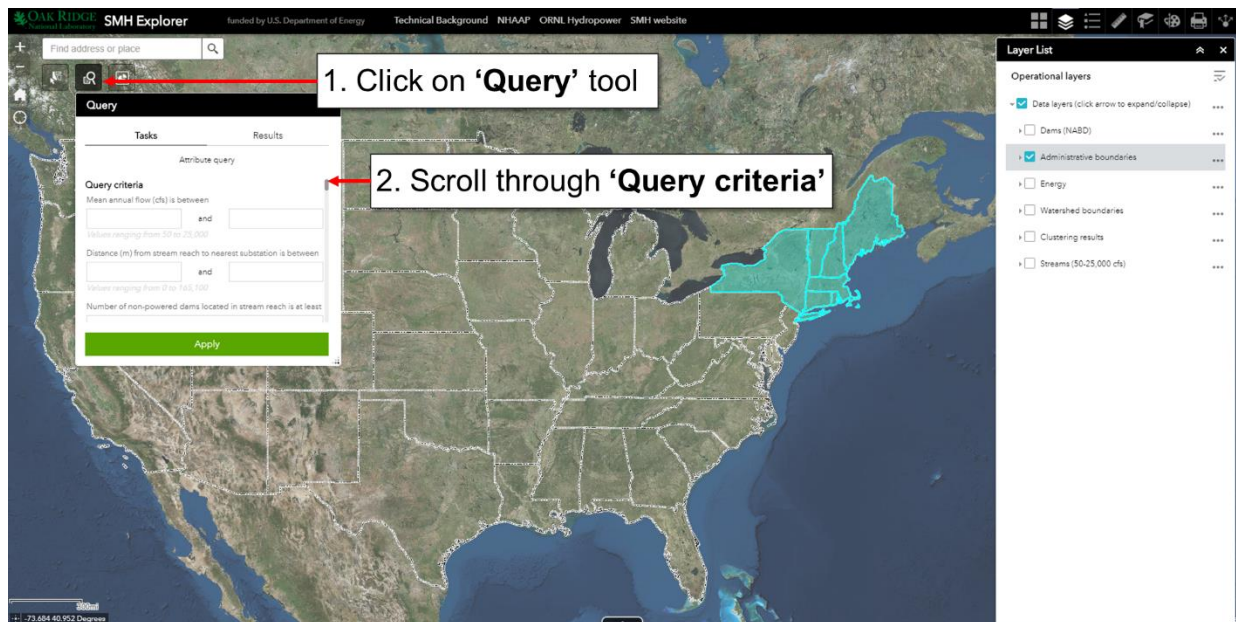 OAK RIDGE
National Laboratory
SMH Explorer
funded by U.S. Department of Energy
Technical Background NHAAP ORNL Hydropower SMH website
Find address or place
1. Click on ‘Query’ tool
Query
Tasks Results
Attribute query
2. Scroll through ‘Query criteria’
Query criteria
Mean annual flow (cfs) is between
and
Values ranging from 50 to 25,000
Distance (m) from stream reach to nearest substation is between
and
Values ranging from 0 to 165,100
Number of non-powered dams located in stream reach is at least
Apply
Layer List
Operational layers
Data layers (click arrow to expand/collapse)
Dams (NABD)
Administrative boundaries
Energy
Watershed boundaries
Clustering results
Streams (50-25,000 cfs)
-73.684 40.952 Degrees